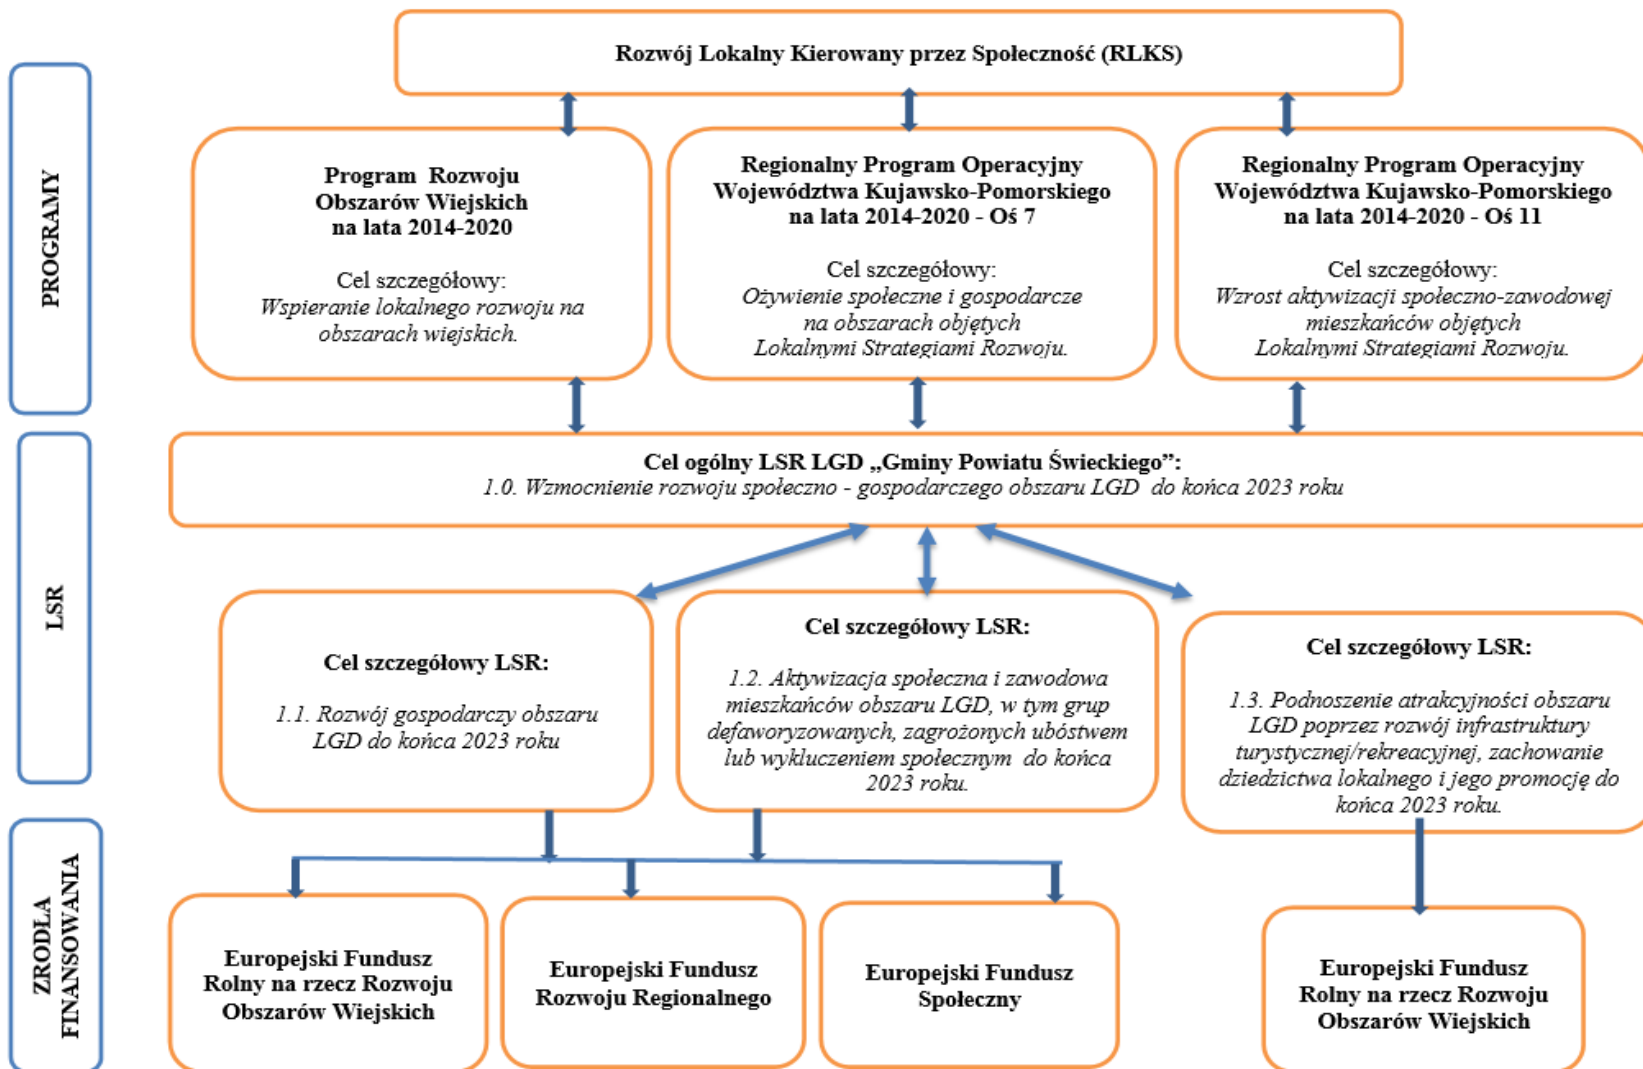 Rozwój Lokalny Kierowany przez Społeczność (RLKS)
PROGRAMY
Program Rozwoju
Obszarów Wiejskich
na lata 2014-2020
Cel szczegółowy:
Wspieranie lokalnego rozwoju na
obszarach wiejskich.
Regionalny Program Operacyjny
Województwa Kujawsko-Pomorskiego
na lata 2014-2020 - Oś 7
Cel szczegółowy:
Ożywienie społeczne i gospodarcze
na obszarach objętych
Lokalnymi Strategiami Rozwoju.
Regionalny Program Operacyjny
Województwa Kujawsko-Pomorskiego
na lata 2014-2020 - Oś 11
Cel szczegółowy:
Wzrost aktywizacji społeczno-zawodowej
mieszkańców objętych
Lokalnymi Strategiami Rozwoju.
LSR
Cel ogólny LSR LGD „Gminy Powiatu Świeckiego”:
1.0. Wzmocnienie rozwoju społeczno - gospodarczego obszaru LGD do końca 2023 roku
Cel szczegółowy LSR:
1.1. Rozwój gospodarczy obszaru
LGD do końca 2023 roku
Cel szczegółowy LSR:
1.2. Aktywizacja społeczna i zawodowa
mieszkańców obszaru LGD, w tym grup
defaworyzowanych, zagrożonych ubóstwem
lub wykluczeniem społecznym do końca
2023 roku.
Cel szczegółowy LSR:
1.3. Podnoszenie atrakcyjności obszaru
LGD poprzez rozwój infrastruktury
turystycznej/rekreacyjnej, zachowanie
dziedzictwa lokalnego i jego promocję do
końca 2023 roku.
ZRODŁA
FINANSOWANIA
Europejski Fundusz
Rolny na rzecz Rozwoju
Obszarów Wiejskich
Europejski Fundusz
Rozwoju Regionalnego
Europejski Fundusz
Społeczny
Europejski Fundusz
Rolny na rzecz Rozwoju
Obszarów Wiejskich